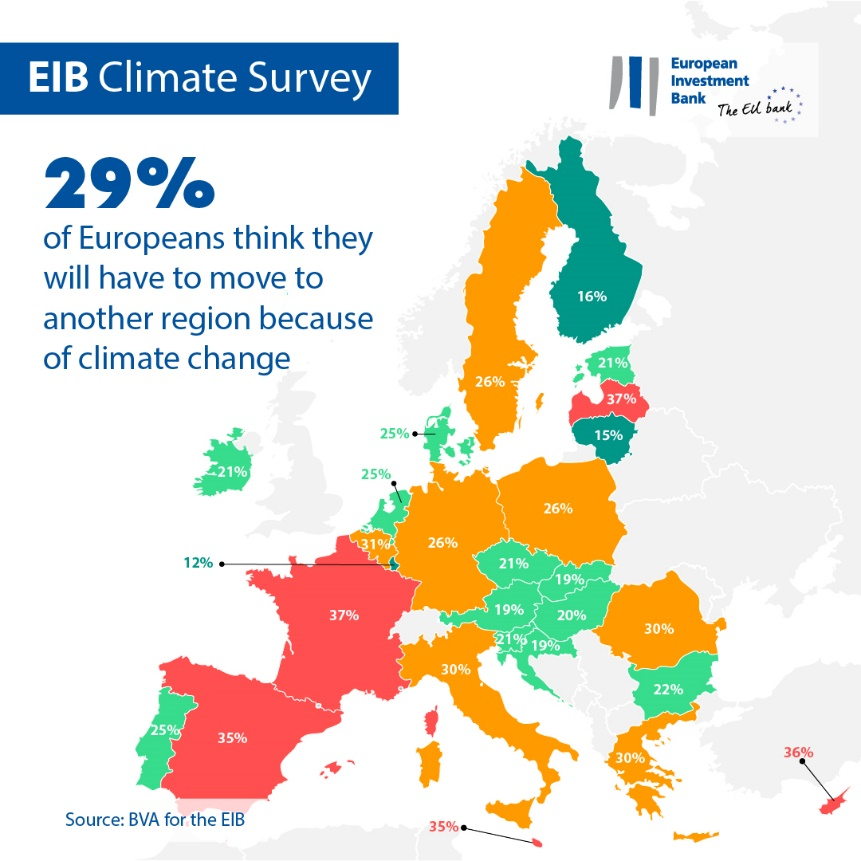 EIB Climate Survey
European
Investment
Bank
The EU bank
29%
of Europeans think they
will have to move to
another region because
of climate change
16%
26%
21%
37%
15%
25%
21%
25%
26%
31%
26%
12%
21%
19%
37%
19%
20%
21%
19%
30%
30%
22%
25%
35%
30%
36%
35%
Source: BVA for the EIB